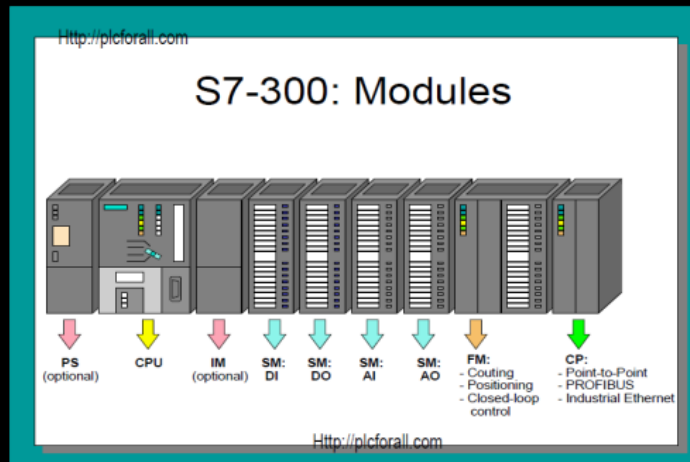 Http://plcforall.com
S7-300: Modules
PS
(optional)
CPU
IM
(optional)
SM:
DI
SM:
DO
SM:
AI
SM:
AO
FM:
- Couting
- Positioning
- Closed-loop
control
CP:
- Point-to-Point
- PROFIBUS
- Industrial Ethernet
Http://plcforall.com